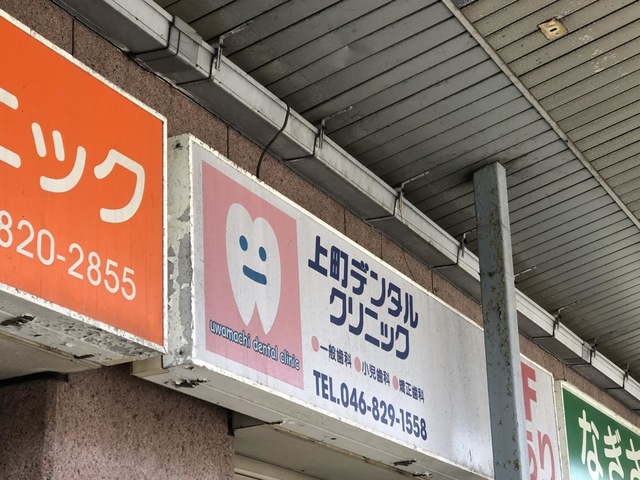 ニック
820-2855
uwamachi dental clinic
上町デンタル
クリニック
●一般歯科 ●小児歯科 ●矯正歯科
TEL.046-829-1558
なぎさ